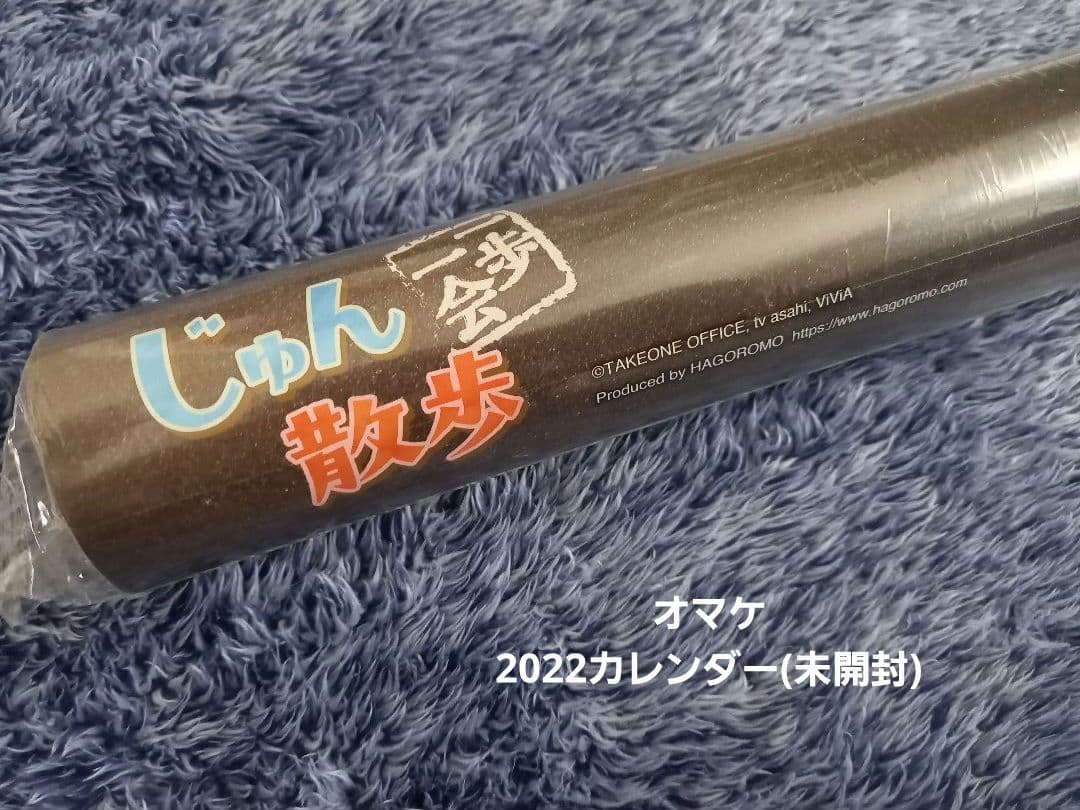 一歩
一会
じゅん
散歩
©TAKEONE OFFICE, tv asahi, ViViA
Produced by HAGOROMO https://www.hagoromo.com
オマケ
2022カレンダー(未開封)